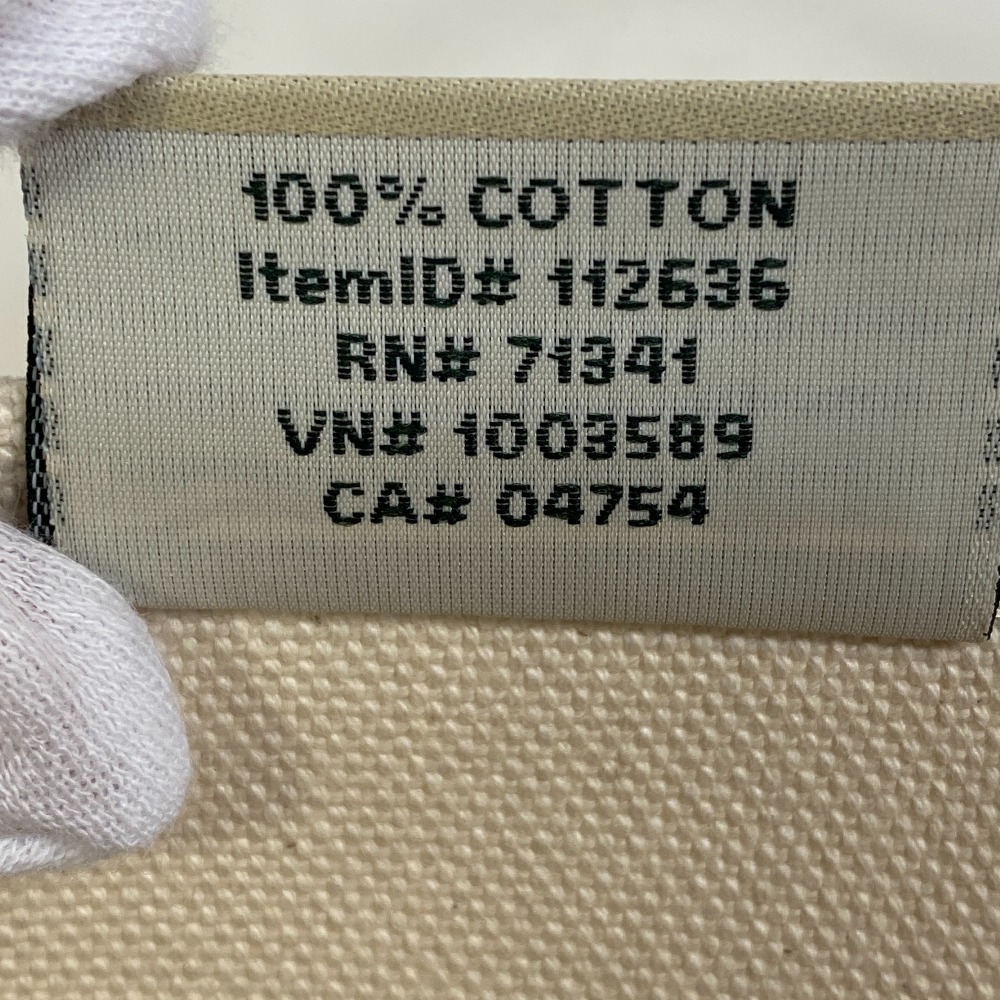 100% COTTON
ItemID# 112636
RN# 71341
VN# 1003589
CA# 04754